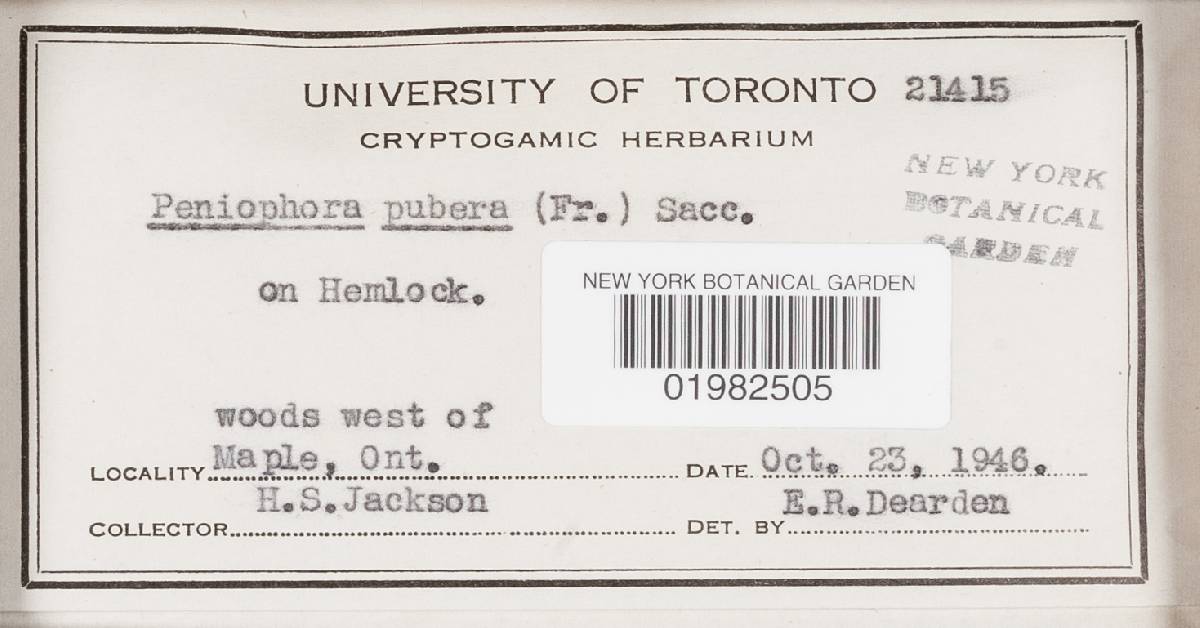 UNIVERSITY OF TORONTO 21415
CRYPTOGAMIC HERBARIUM
NEW YORK
BOTANICAL
GARDEN
Peniophora pubera (Fr.) Sacc.
on Hemlock.
NEW YORK BOTANICAL GARDEN
01982505
woods west of
LOCALITY Maple, Ont. DATE Oct. 23, 1946.
H.S.Jackson E.R.Dearden
COLLECTOR DET. BY